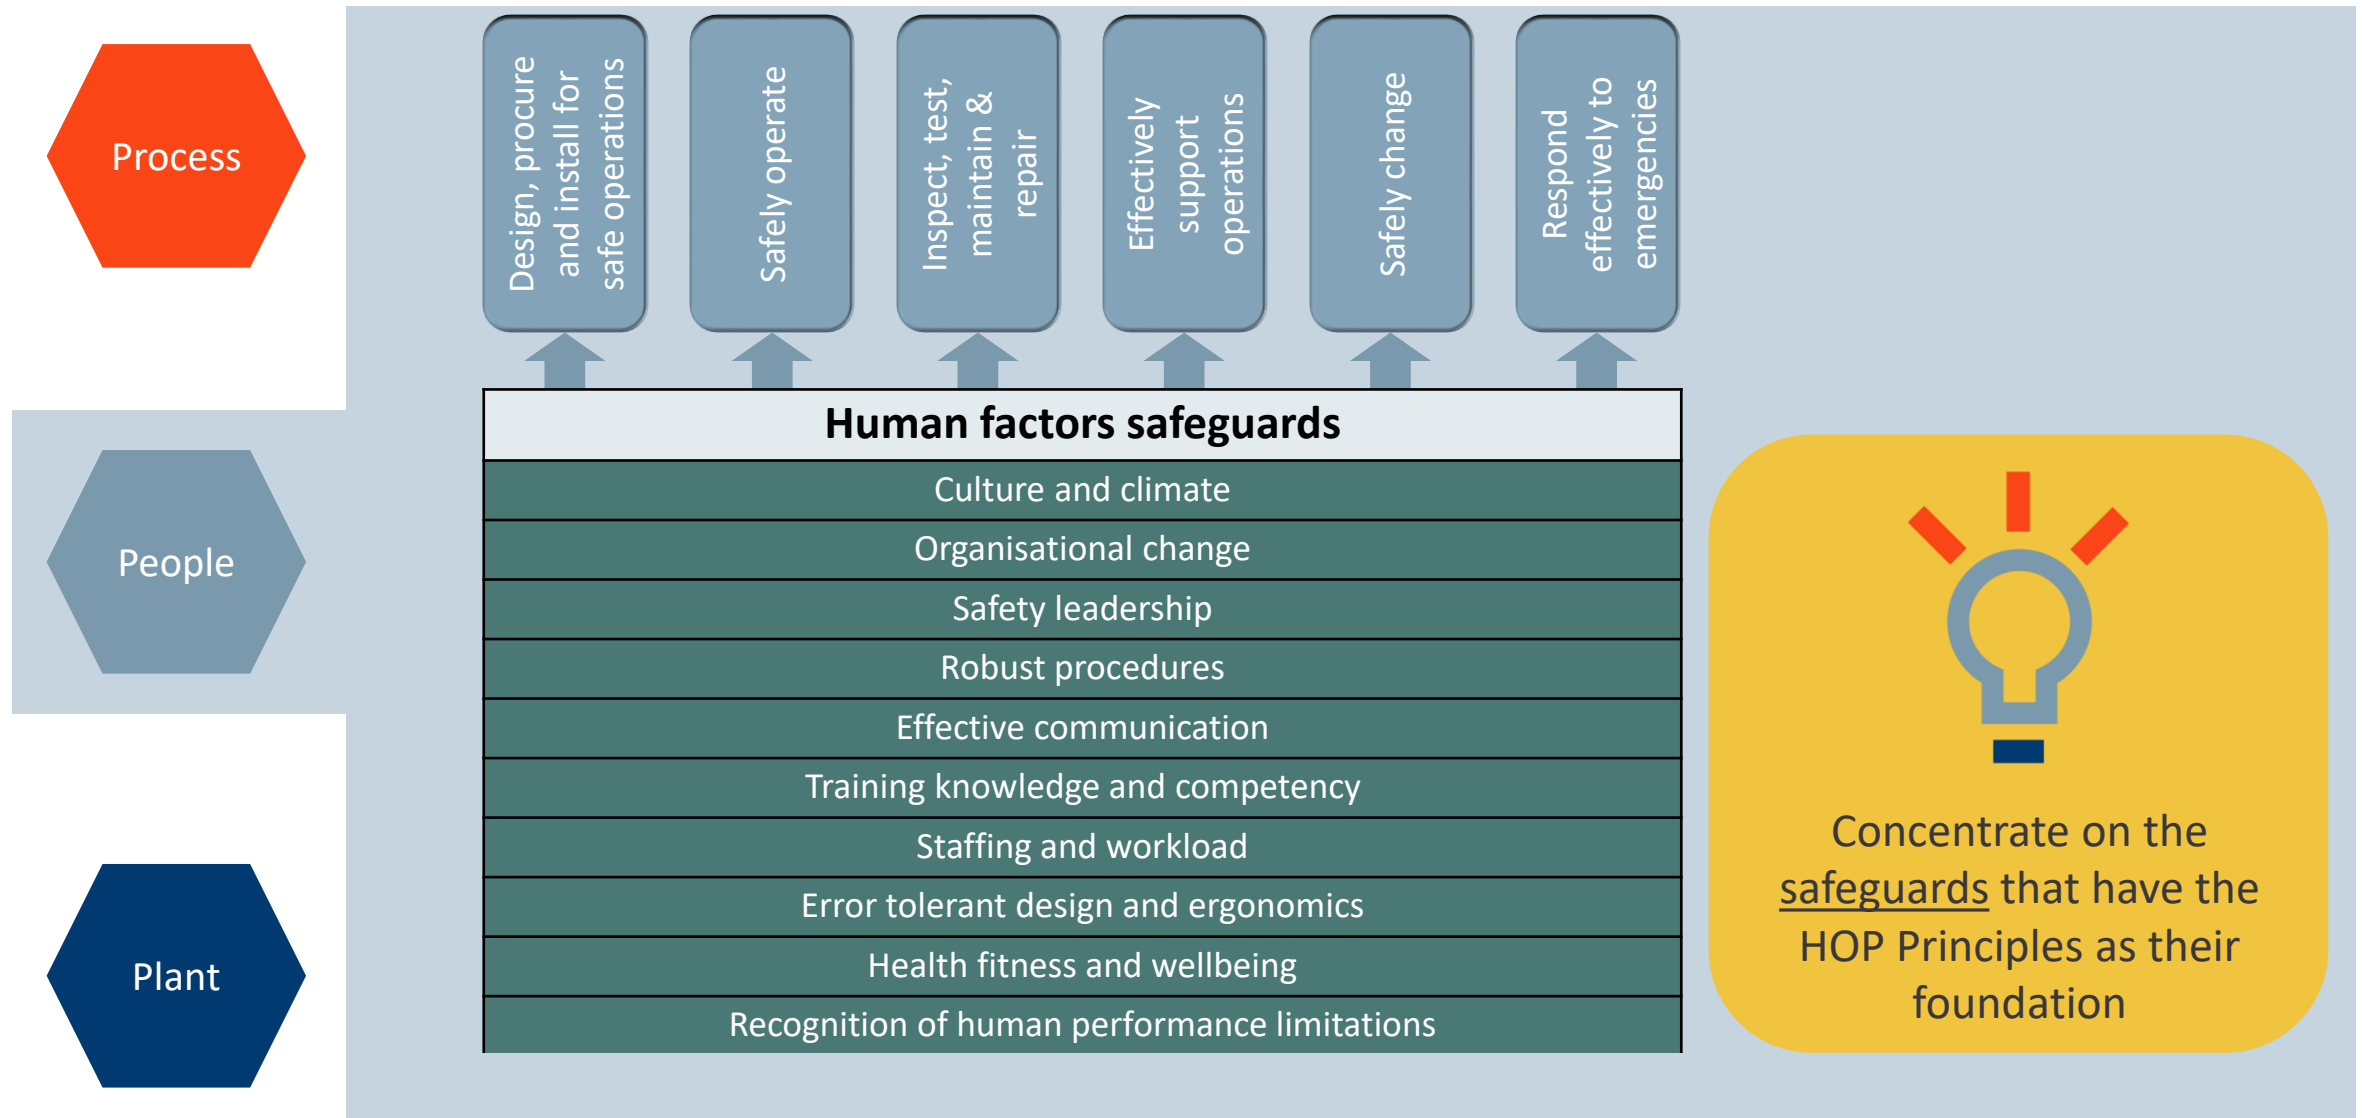 Process
People
Plant
Design, procure
and install for
safe operations
Safely operate
Inspect, test,
maintain &
repair
Effectively
support
operations
Safely change
Respond
effectively to
emergencies
Human factors safeguards
Culture and climate
Organisational change
Safety leadership
Robust procedures
Effective communication
Training knowledge and competency
Staffing and workload
Error tolerant design and ergonomics
Health fitness and wellbeing
Recognition of human performance limitations
Concentrate on the
safeguards that have the
HOP Principles as their
foundation